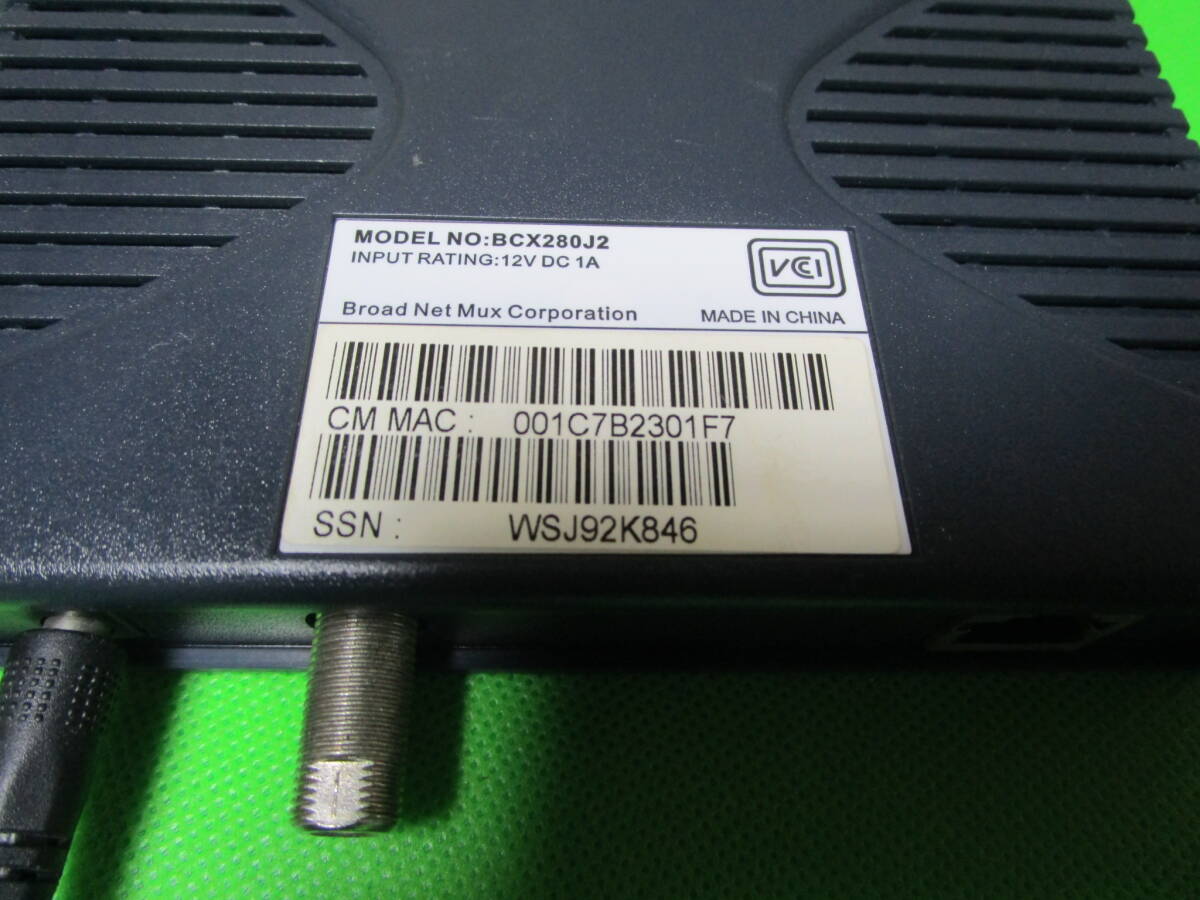 MODEL NO:BCX280J2
INPUT RATING:12V DC 1A
VCCI
Broad Net Mux Corporation
MADE IN CHINA
CM MAC : 001C7B2301F7
SSN : WSJ92K846